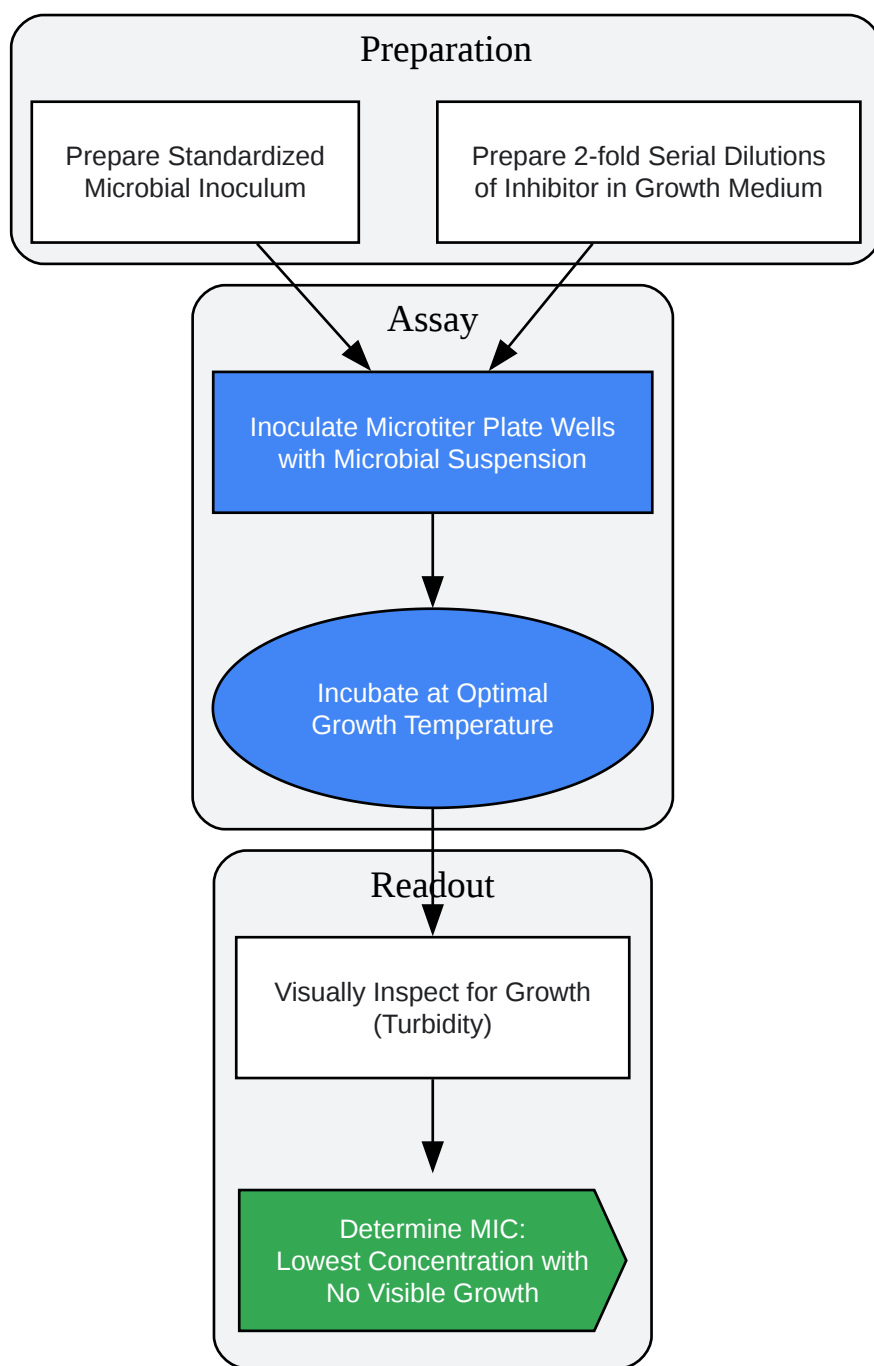 Preparation
Prepare Standardized
Microbial Inoculum
Prepare 2-fold Serial Dilutions
of Inhibitor in Growth Medium
Assay
Inoculate Microtiter Plate Wells
with Microbial Suspension
Incubate at Optimal
Growth Temperature
Readout
Visually Inspect for Growth
(Turbidity)
Determine MIC:
Lowest Concentration with
No Visible Growth